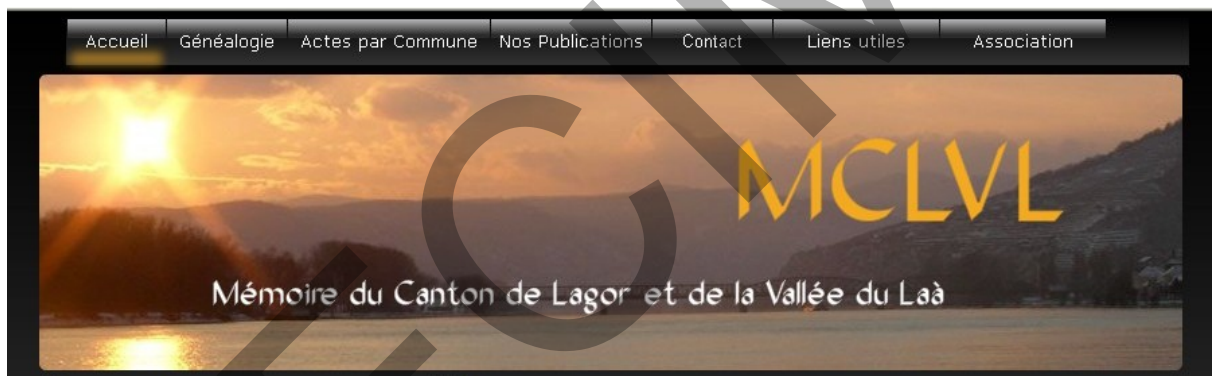 Accueil Généalogie Actes par Commune Nos Publications Contact Liens utiles Association
MCLVL
Mémoire du Canton de Lagor et de la Vallée du Laà